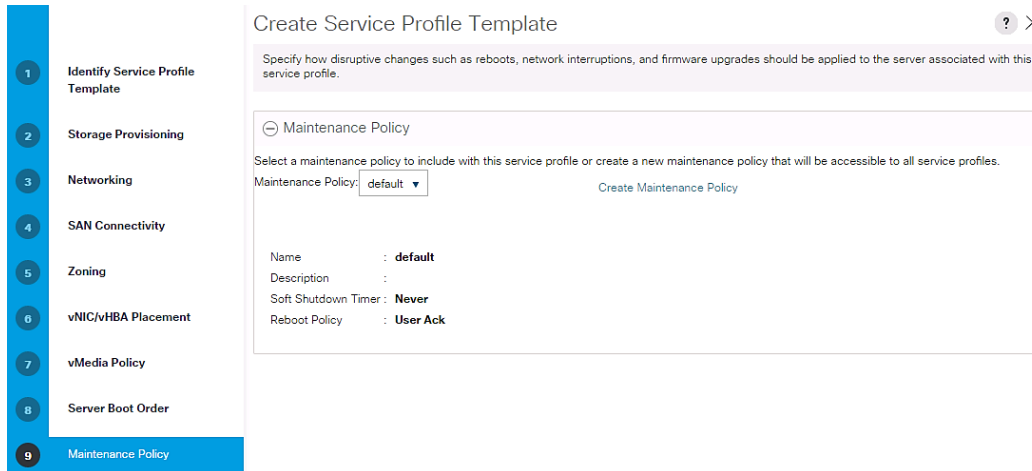 Create Service Profile Template
?
Specify how disruptive changes such as reboots, network interruptions, and firmware upgrades should be applied to the server associated with this
service profile.
1 Identify Service Profile
Template
2 Storage Provisioning
3 Networking
4 SAN Connectivity
5 Zoning
6 vNIC/vHBA Placement
7 vMedia Policy
8 Server Boot Order
9 Maintenance Policy
Maintenance Policy
Select a maintenance policy to include with this service profile or create a new maintenance policy that will be accessible to all service profiles.
Maintenance Policy: default Create Maintenance Policy
Name : default
Description :
Soft Shutdown Timer : Never
Reboot Policy : User Ack